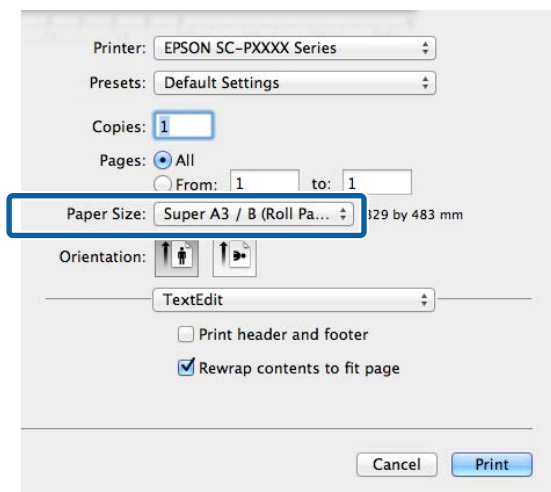 Printer: EPSON SC-PXXXX Series
Presets: Default Settings
Copies: 1
Pages: All
From: 1 to: 1
Paper Size: Super A3 / B (Roll Pa... 329 by 483 mm
Orientation:
TextEdit
Print header and footer
Rewrap contents to fit page
Cancel Print